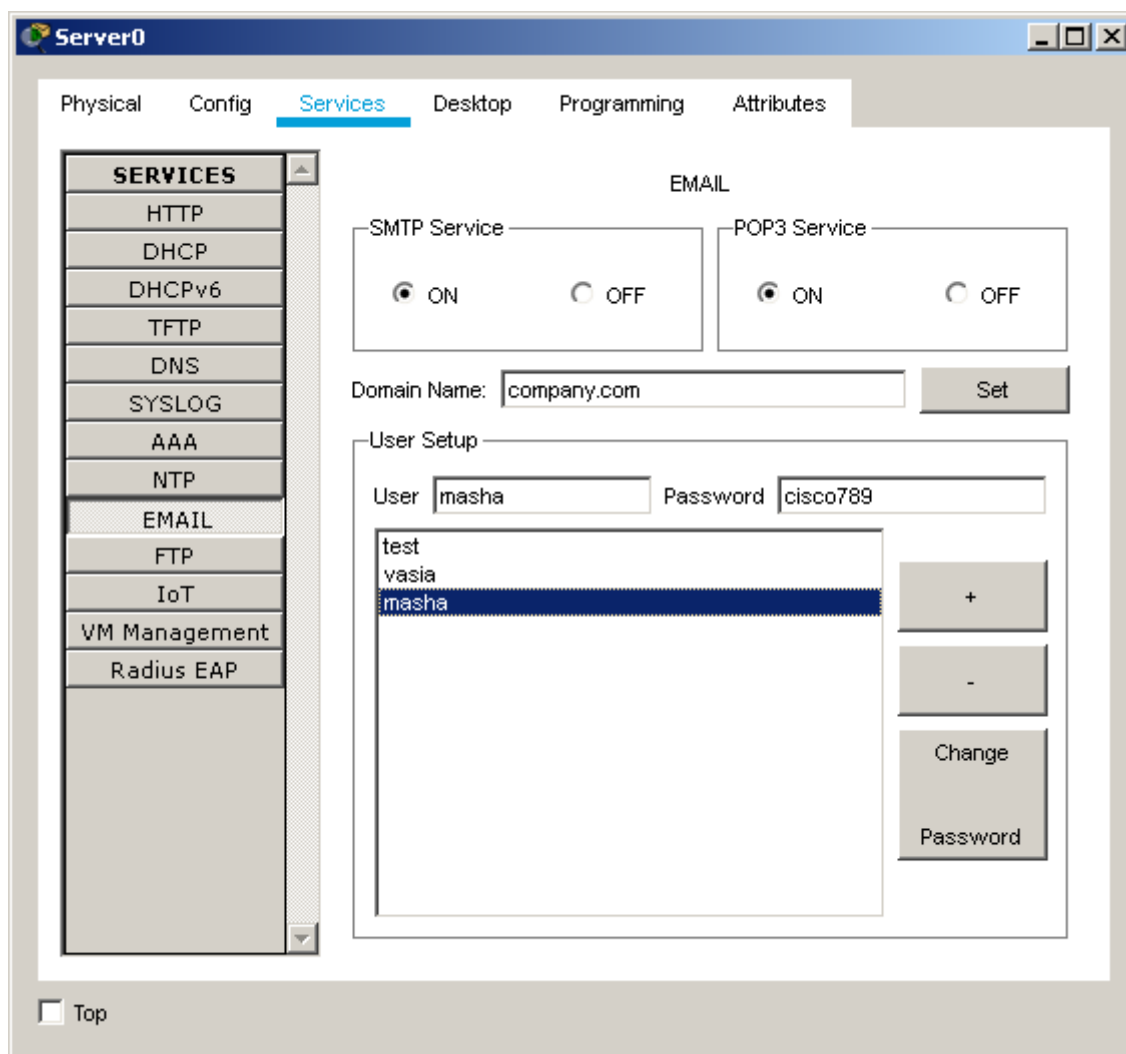 Server0
Physical Config Services Desktop Programming Attributes
SERVICES
HTTP
DHCP
DHCPv6
TFTP
DNS
SYSLOG
AAA
NTP
EMAIL
FTP
IoT
VM Management
Radius EAP
EMAIL
SMTP Service
ON OFF
POP3 Service
ON OFF
Domain Name: company.com Set
User Setup
User masha Password cisco789
test
vasia
masha
+
-
Change
Password
Top